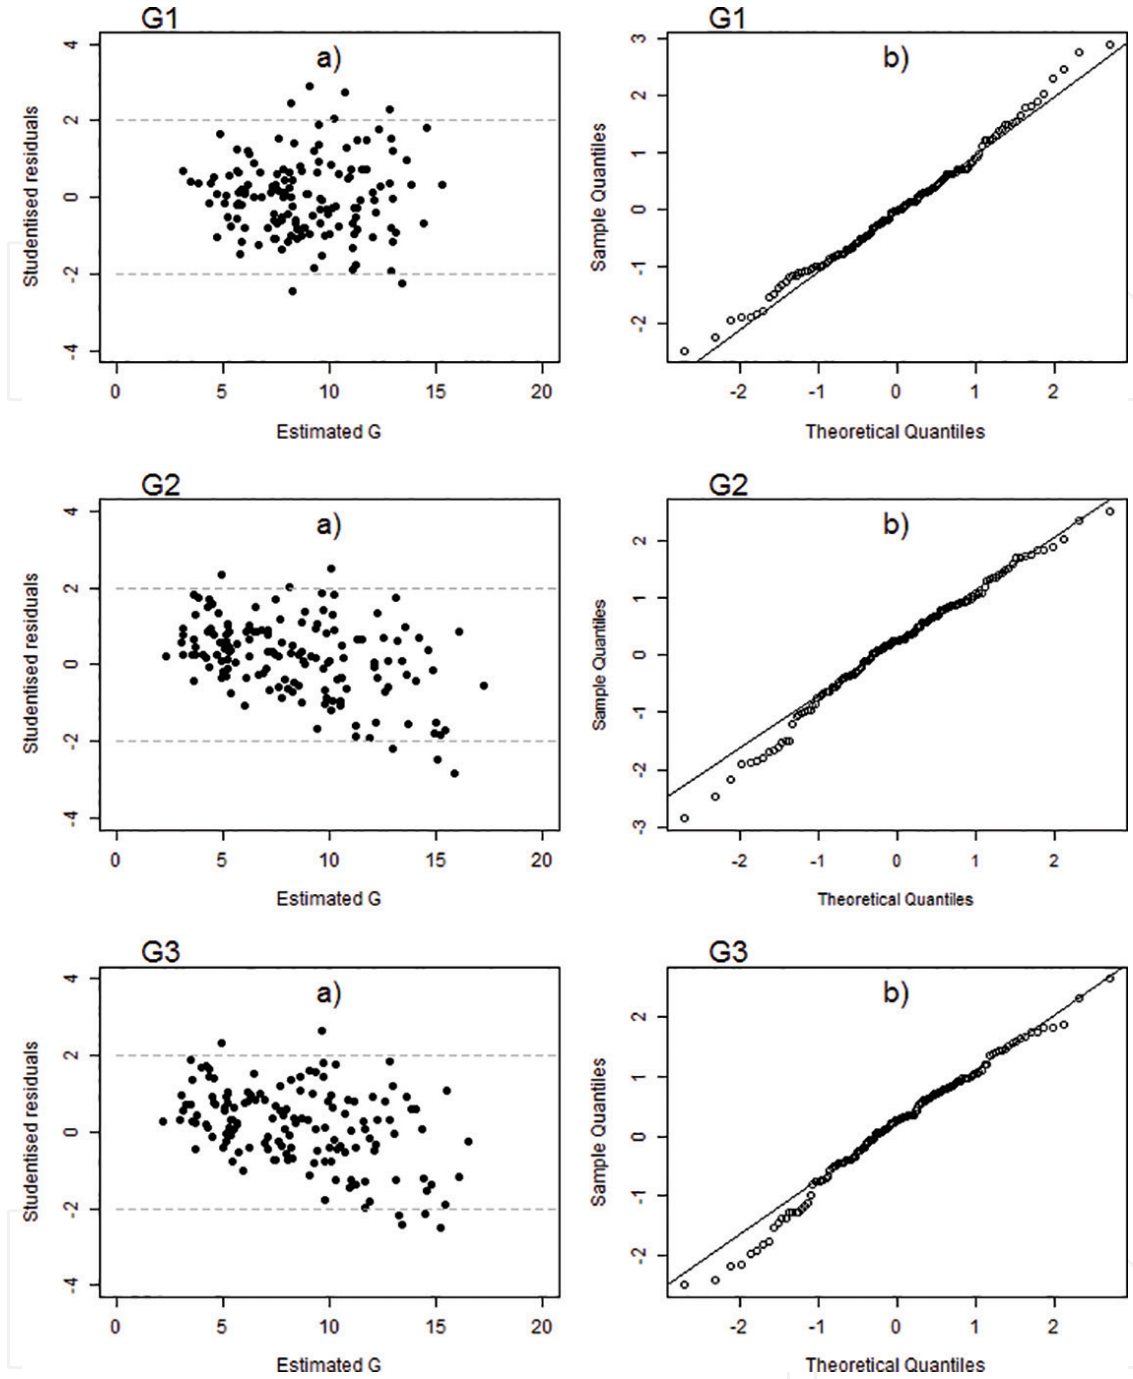 G1
a)
4
2
0
-2
-4
Studentised residuals
0 5 10 15 20
Estimated G
G1
b)
3
2
1
0
-1
-2
Sample Quantiles
-2 -1 0 1 2
Theoretical Quantiles
G2
a)
4
2
0
-2
-4
Studentised residuals
0 5 10 15 20
Estimated G
G2
b)
2
1
0
-1
-2
-3
Sample Quantiles
-2 -1 0 1 2
Theoretical Quantiles
G3
a)
4
2
0
-2
-4
Studentised residuals
0 5 10 15 20
Estimated G
G3
b)
2
1
0
-1
-2
Sample Quantiles
-2 -1 0 1 2
Theoretical Quantiles